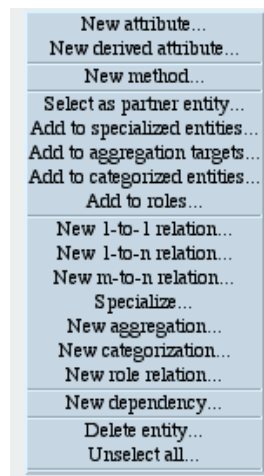 New attribute...
New derived attribute...
New method...
Select as partner entity...
Add to specialized entities...
Add to aggregation targets...
Add to categorized entities...
Add to roles...
New 1-to-1 relation...
New 1-to-n relation...
New m-to-n relation...
Specialize...
New aggregation...
New categorization...
New role relation...
New dependency...
Delete entity...
Unselect all...